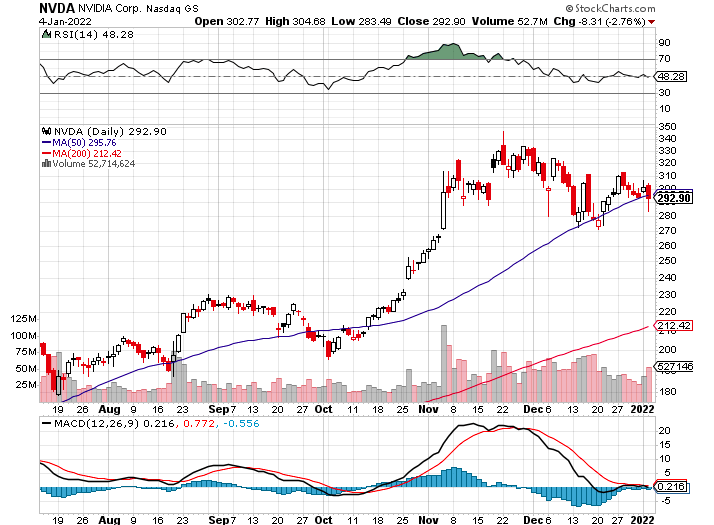 NVDA NVIDIA Corp. Nasdaq GS © StockCharts.com
4-Jan-2022 Open 302.77 High 304.68 Low 283.49 Close 292.90 Volume 52.7M Chg -8.31 (-2.76%)
RSI(14) 48.28
90
70
48.28
30
10
NVDA (Daily) 292.90
MA(50) 295.76
MA(200) 212.42
Volume 52,714,624
350
340
330
320
310
300
292.90
280
270
260
250
240
230
220
212.42
200
190
180
125M
100M
75M
50M
25M
527146
19 26 Aug 9 16 23 Sep 7 13 20 27 Oct 11 18 25 Nov 8 15 22 Dec 6 13 20 27 2022
MACD(12,26,9) 0.216, 0.772, -0.556
20
15
10
5
0.216
-5
19 26 Aug 9 16 23 Sep 7 13 20 27 Oct 11 18 25 Nov 8 15 22 Dec 6 13 20 27 2022